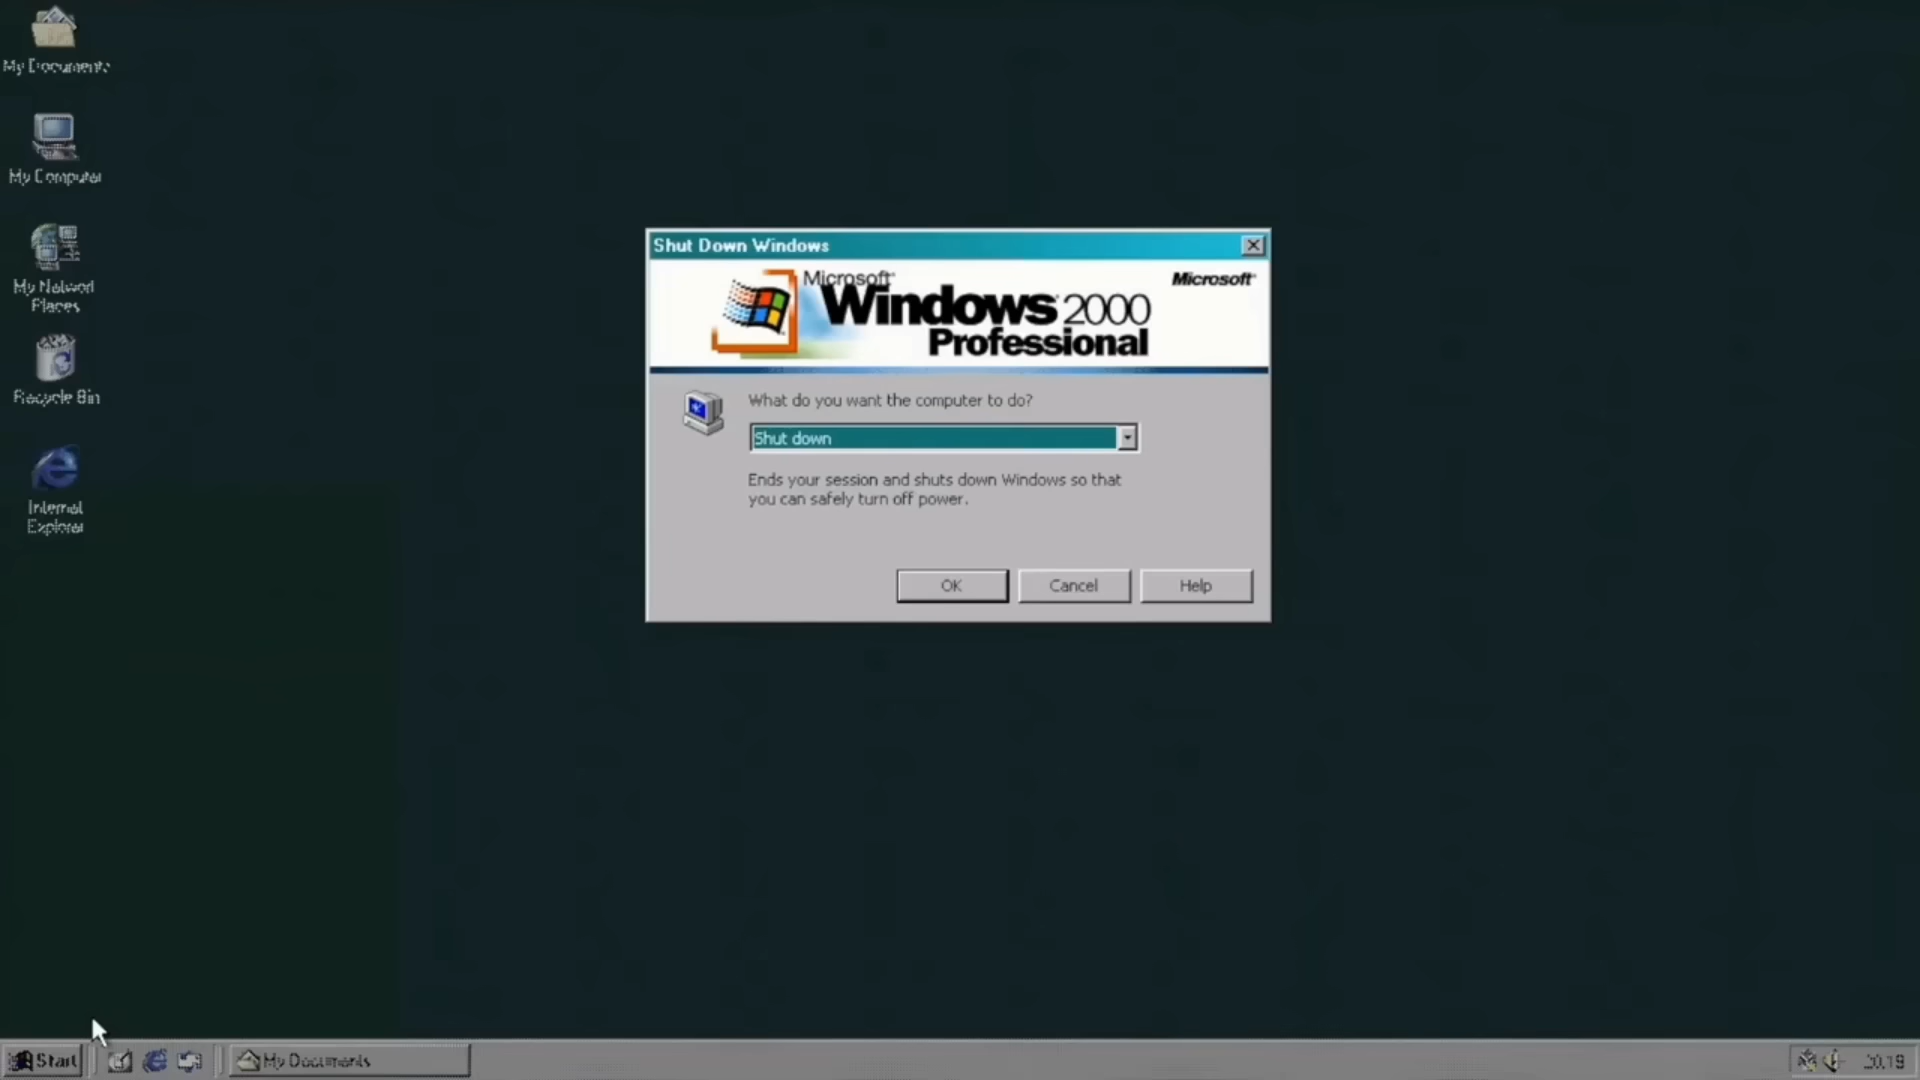 My Documents
My Computer
My Network
Places
Recycle Bin
Internet
Explorer
Shut Down Windows
Microsoft
Windows 2000
Professional
Microsoft
What do you want the computer to do?
Shut down
Ends your session and shuts down Windows so that
you can safely turn off power.
OK
Cancel
Help
Start
My Documents